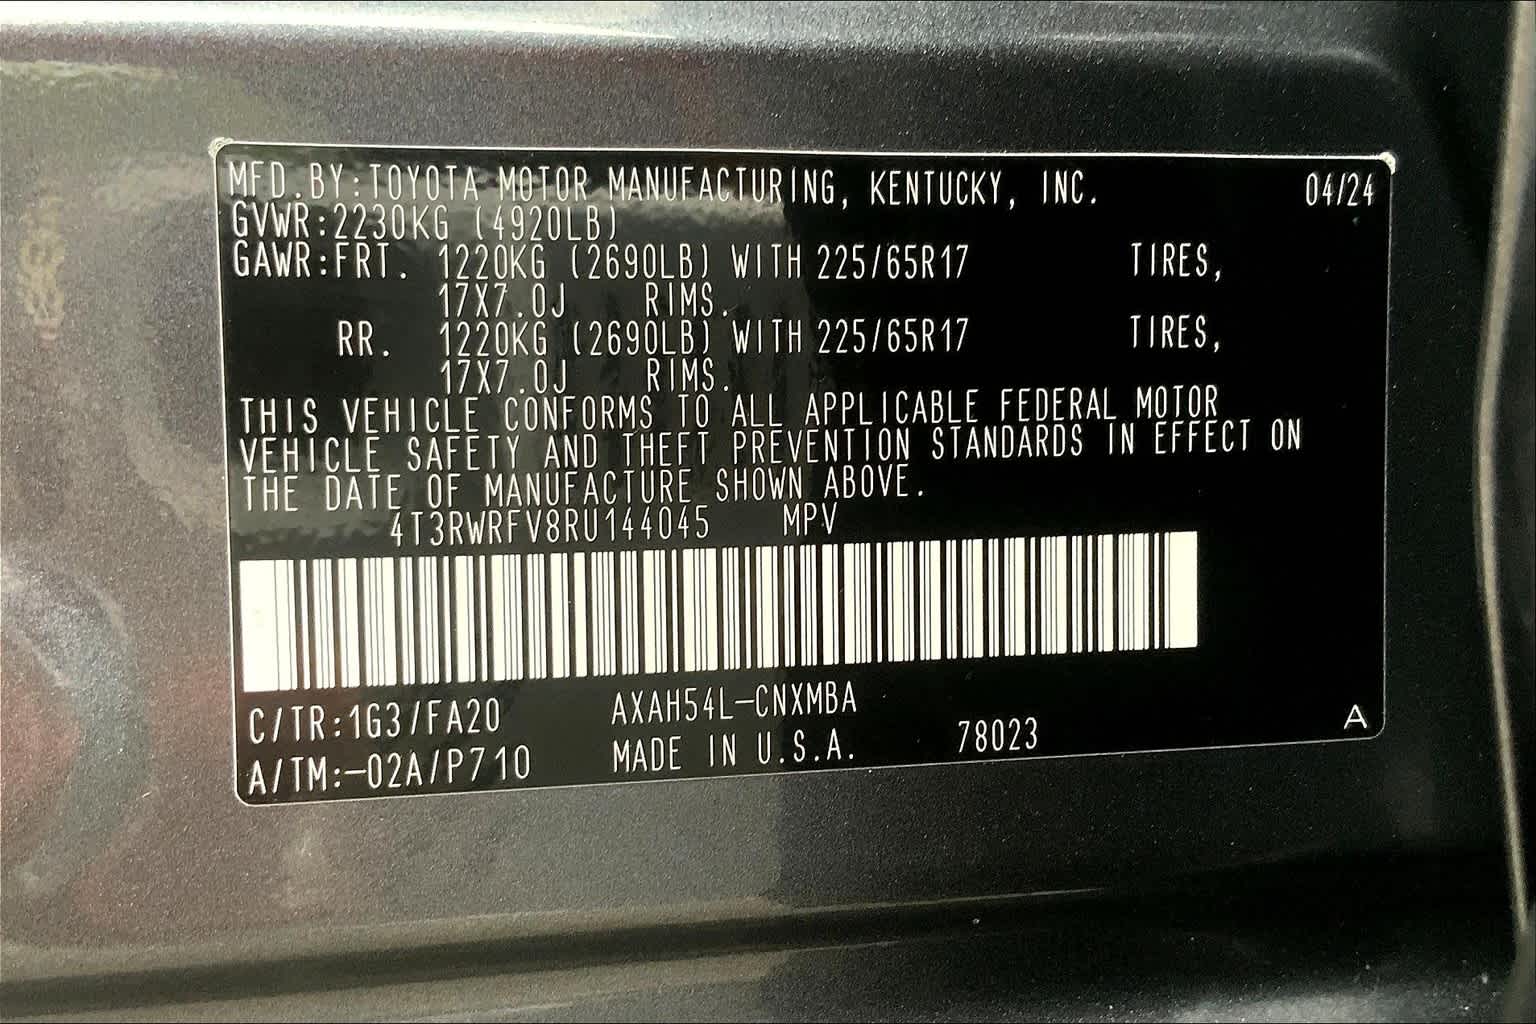 MFD.BY:TOYOTA MOTOR MANUFACTURING, KENTUCKY, INC. 04/24
GVWR:2230KG (4920LB)
GAWR:FRT. 1220KG (2690LB) WITH 225/65R17 TIRES,
17X7.0J RIMS.
RR. 1220KG (2690LB) WITH 225/65R17 TIRES,
17X7.0J RIMS.
THIS VEHICLE CONFORMS TO ALL APPLICABLE FEDERAL MOTOR
VEHICLE SAFETY AND THEFT PREVENTION STANDARDS IN EFFECT ON
THE DATE OF MANUFACTURE SHOWN ABOVE.
4T3RWRFV8RU144045 MPV
C/TR:1G3/FA20 AXAH54L-CNXMBA
A/TM:-02A/P710 MADE IN U.S.A. 78023 A